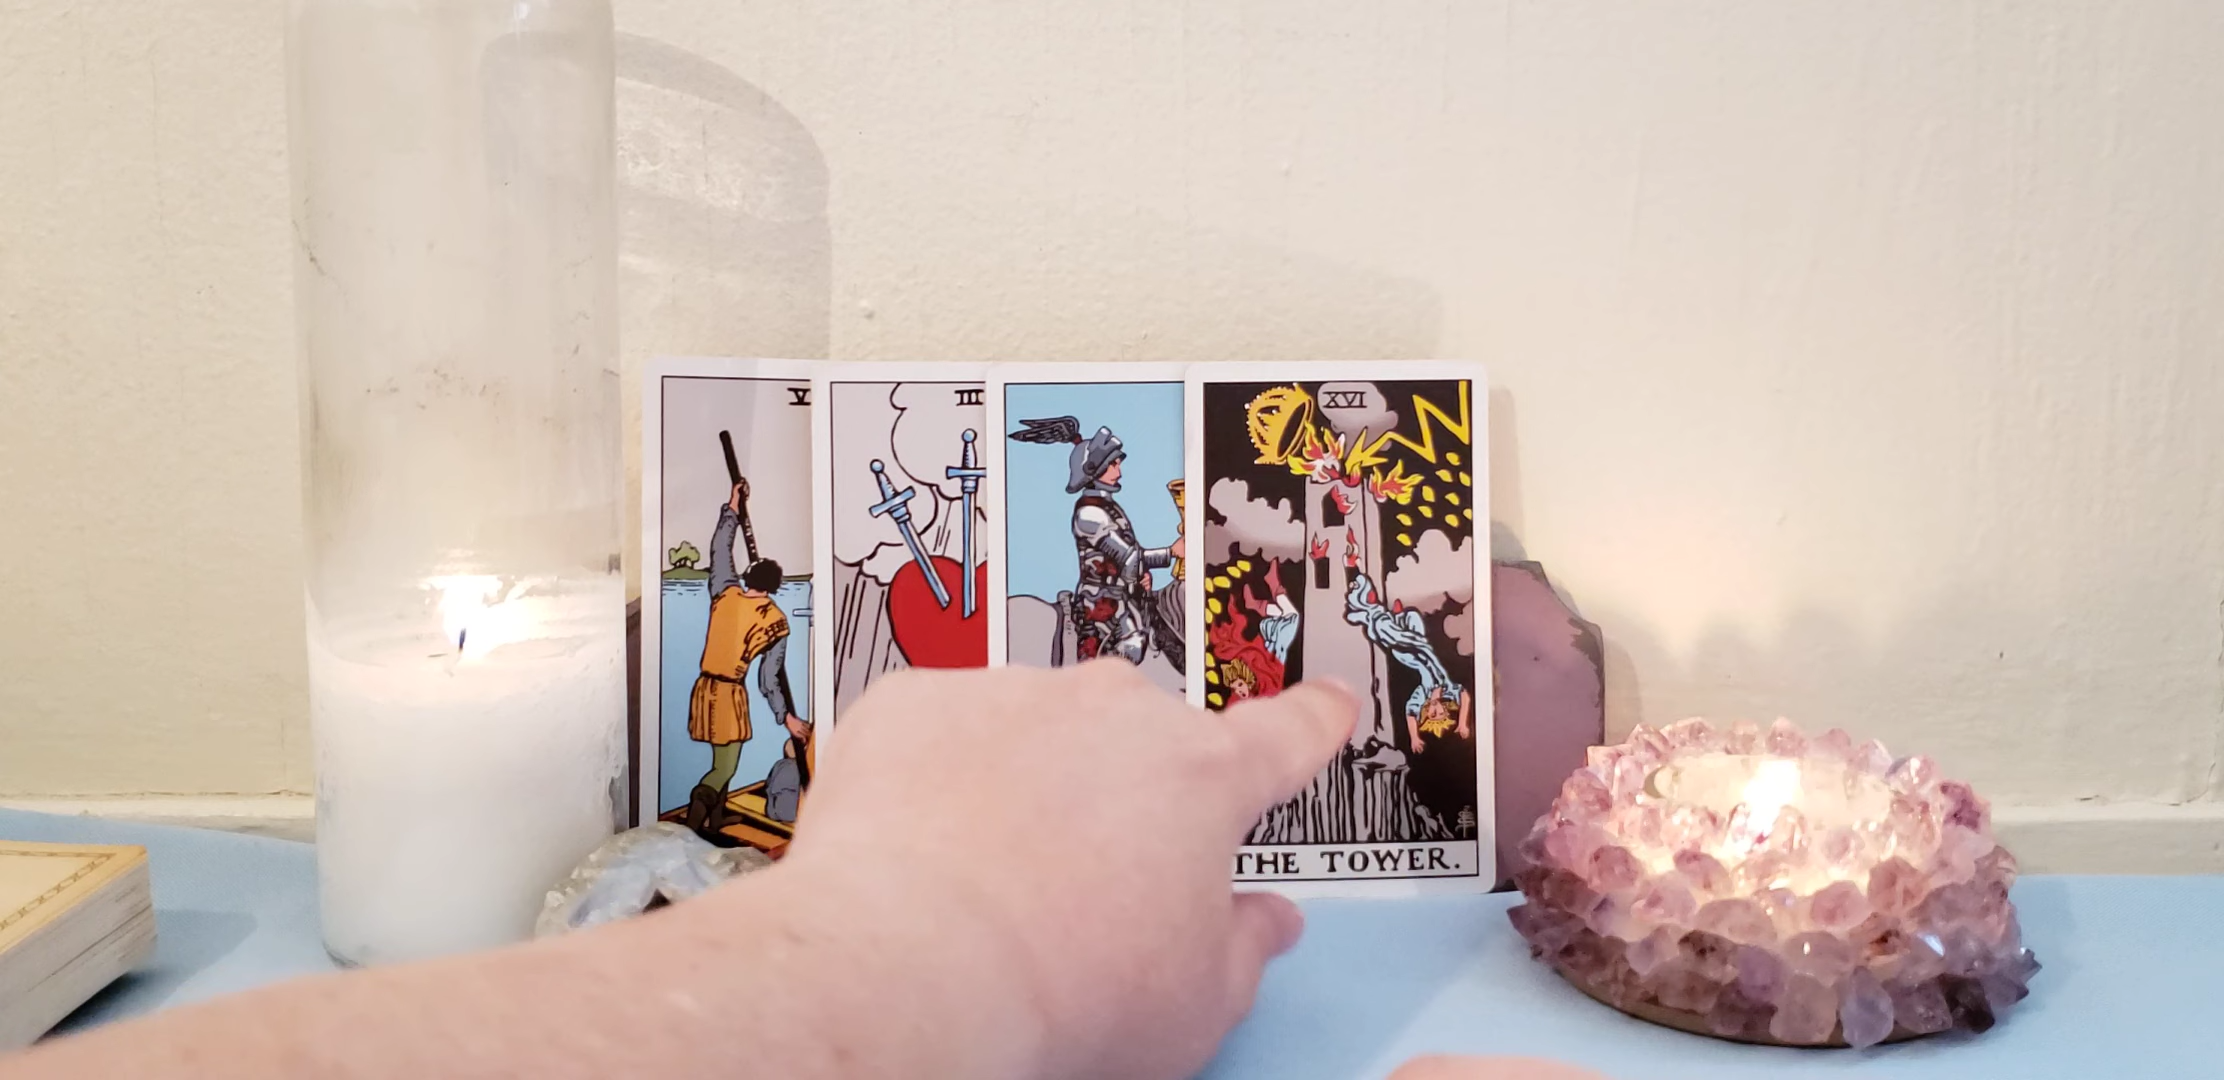 V
III
XVI
THE TOWER.